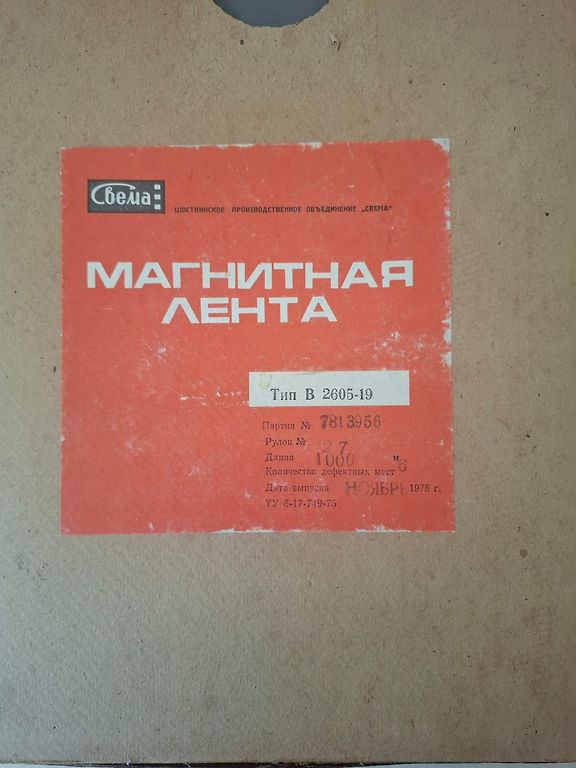 Свема
ШОСТКИНСКОЕ ПРОИЗВОДСТВЕННОЕ ОБЪЕДИНЕНИЕ „СВЕМА"
МАГНИТНАЯ
ЛЕНТА
Тип В 2605-19
Партия № 7813956
Рулон № 27
Длина 1000 м
Количество дефектных мест 6
Дата выпуска НОЯБРЬ 1978 г.
ТУ 6-17-749-75